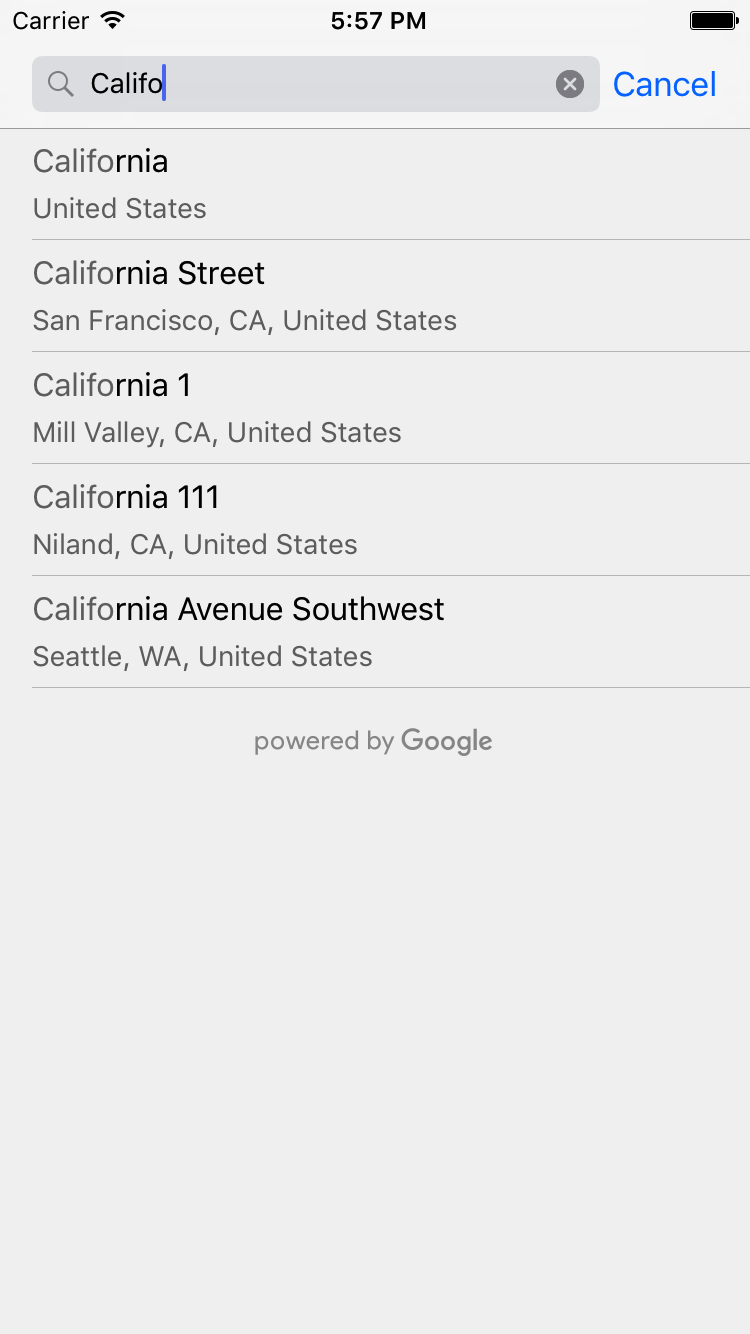 Carrier 5:57 PM
Califo Cancel
California
United States
California Street
San Francisco, CA, United States
California 1
Mill Valley, CA, United States
California 111
Niland, CA, United States
California Avenue Southwest
Seattle, WA, United States
powered by Google